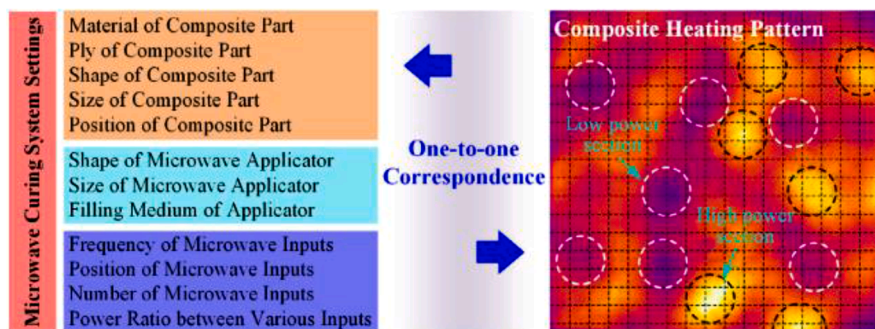 Microwave Curing System Settings
Material of Composite Part
Ply of Composite Part
Shape of Composite Part
Size of Composite Part
Position of Composite Part
Shape of Microwave Applicator
Size of Microwave Applicator
Filling Medium of Applicator
Frequency of Microwave Inputs
Position of Microwave Inputs
Number of Microwave Inputs
Power Ratio between Various Inputs
One-to-one
Correspondence
Composite Heating Pattern
Low power
section
High power
section